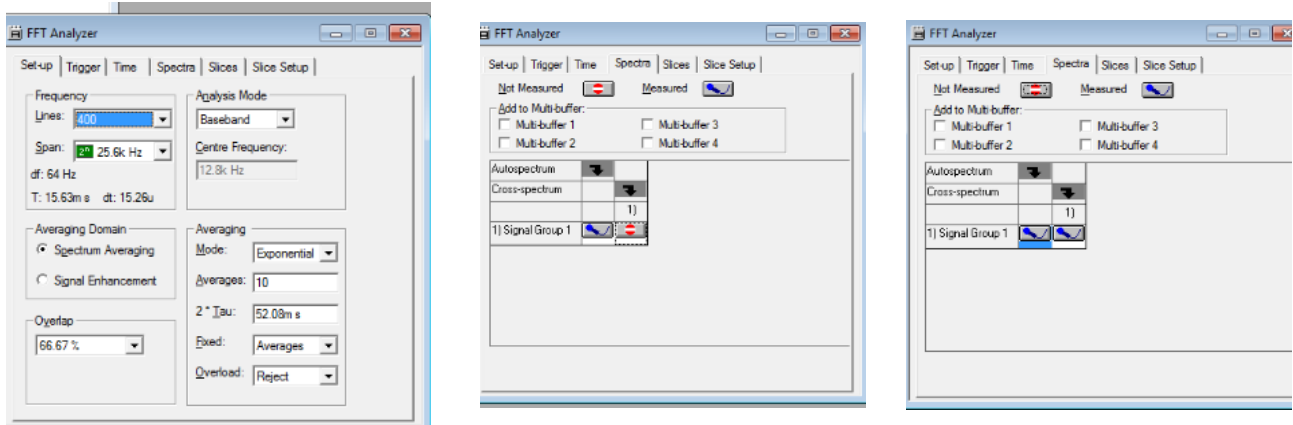 FFT Analyzer
Set-up Trigger Time Spectra Slices Slice Setup
Frequency
Lines: 400
Span: 2ⁿ 25.6k Hz
df: 64 Hz
T: 15.63m s dt: 15.26u
Analysis Mode
Baseband
Centre Frequency:
12.8k Hz
Averaging Domain
Spectrum Averaging
Signal Enhancement
Overlap
66.67 %
Averaging
Mode: Exponential
Averages: 10
2 * Tau: 52.08m s
Fixed: Averages
Overload: Reject
FFT Analyzer
Set-up Trigger Time Spectra Slices Slice Setup
Not Measured Measured
Add to Multi-buffer:
Multi-buffer 1 Multi-buffer 3
Multi-buffer 2 Multi-buffer 4
Autospectrum
Cross-spectrum
1)
1) Signal Group 1
FFT Analyzer
Set-up Trigger Time Spectra Slices Slice Setup
Not Measured Measured
Add to Multi-buffer:
Multi-buffer 1 Multi-buffer 3
Multi-buffer 2 Multi-buffer 4
Autospectrum
Cross-spectrum
1)
1) Signal Group 1